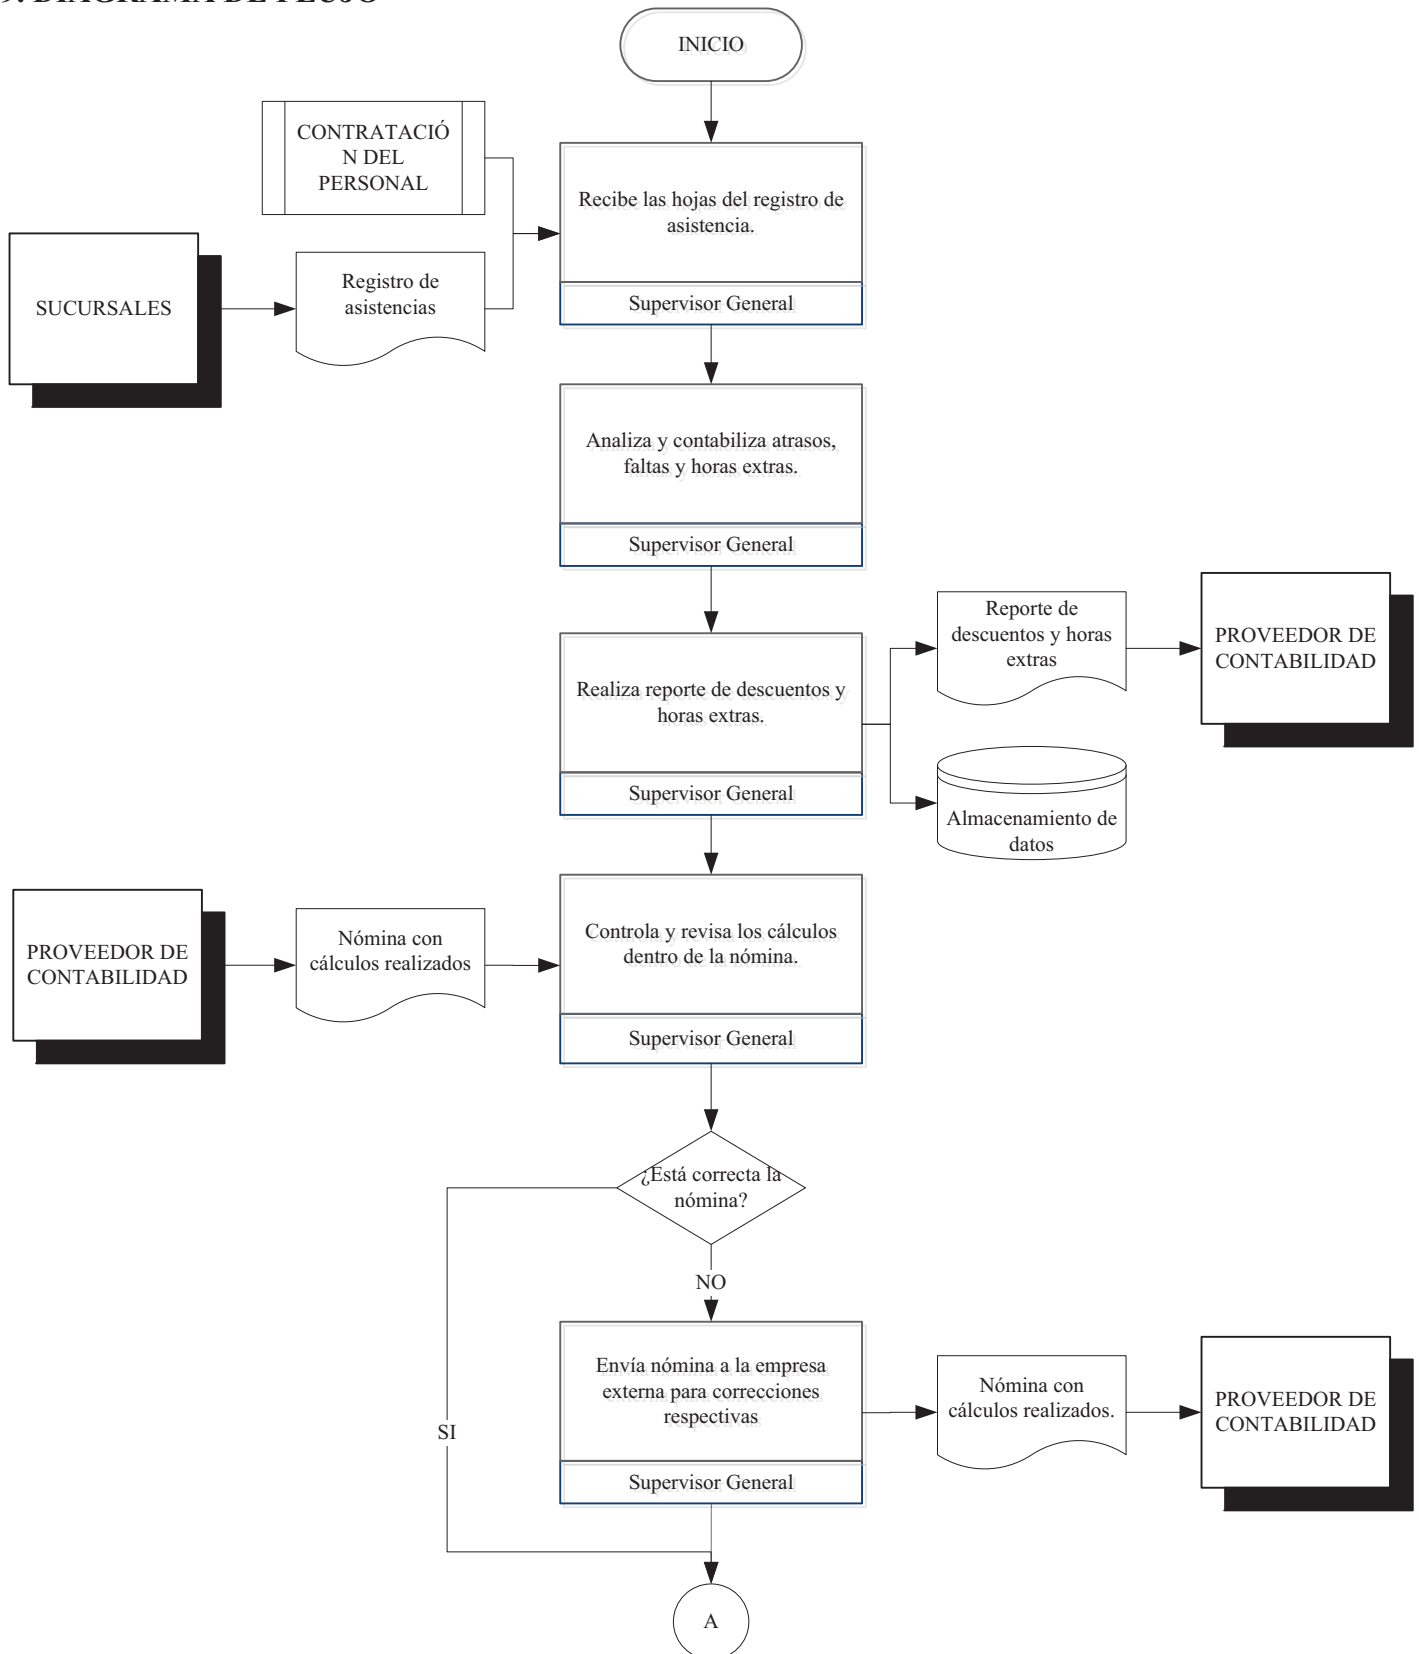 9. DIAGRAMA DE FLUJO
INICIO
CONTRATACIÓ
N DEL
PERSONAL
Recibe las hojas del registro de
asistencia.
Supervisor General
SUCURSALES
Registro de
asistencias
Analiza y contabiliza atrasos,
faltas y horas extras.
Supervisor General
Realiza reporte de descuentos y
horas extras.
Supervisor General
Reporte de
descuentos y horas
extras
PROVEEDOR DE
CONTABILIDAD
Almacenamiento de
datos
PROVEEDOR DE
CONTABILIDAD
Nómina con
cálculos realizados
Controla y revisa los cálculos
dentro de la nómina.
Supervisor General
¿Está correcta la
nómina?
NO
SI
Envía nómina a la empresa
externa para correcciones
respectivas
Supervisor General
Nómina con
cálculos realizados.
PROVEEDOR DE
CONTABILIDAD
A